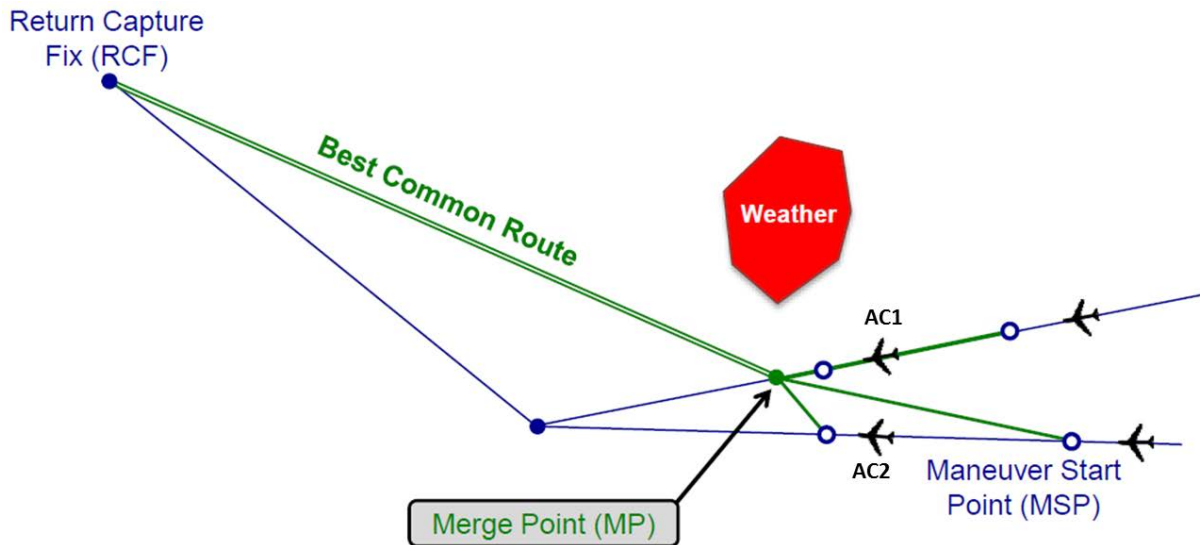 Return Capture
Fix (RCF)
Best Common Route
Weather
AC1
AC2
Maneuver Start
Point (MSP)
Merge Point (MP)